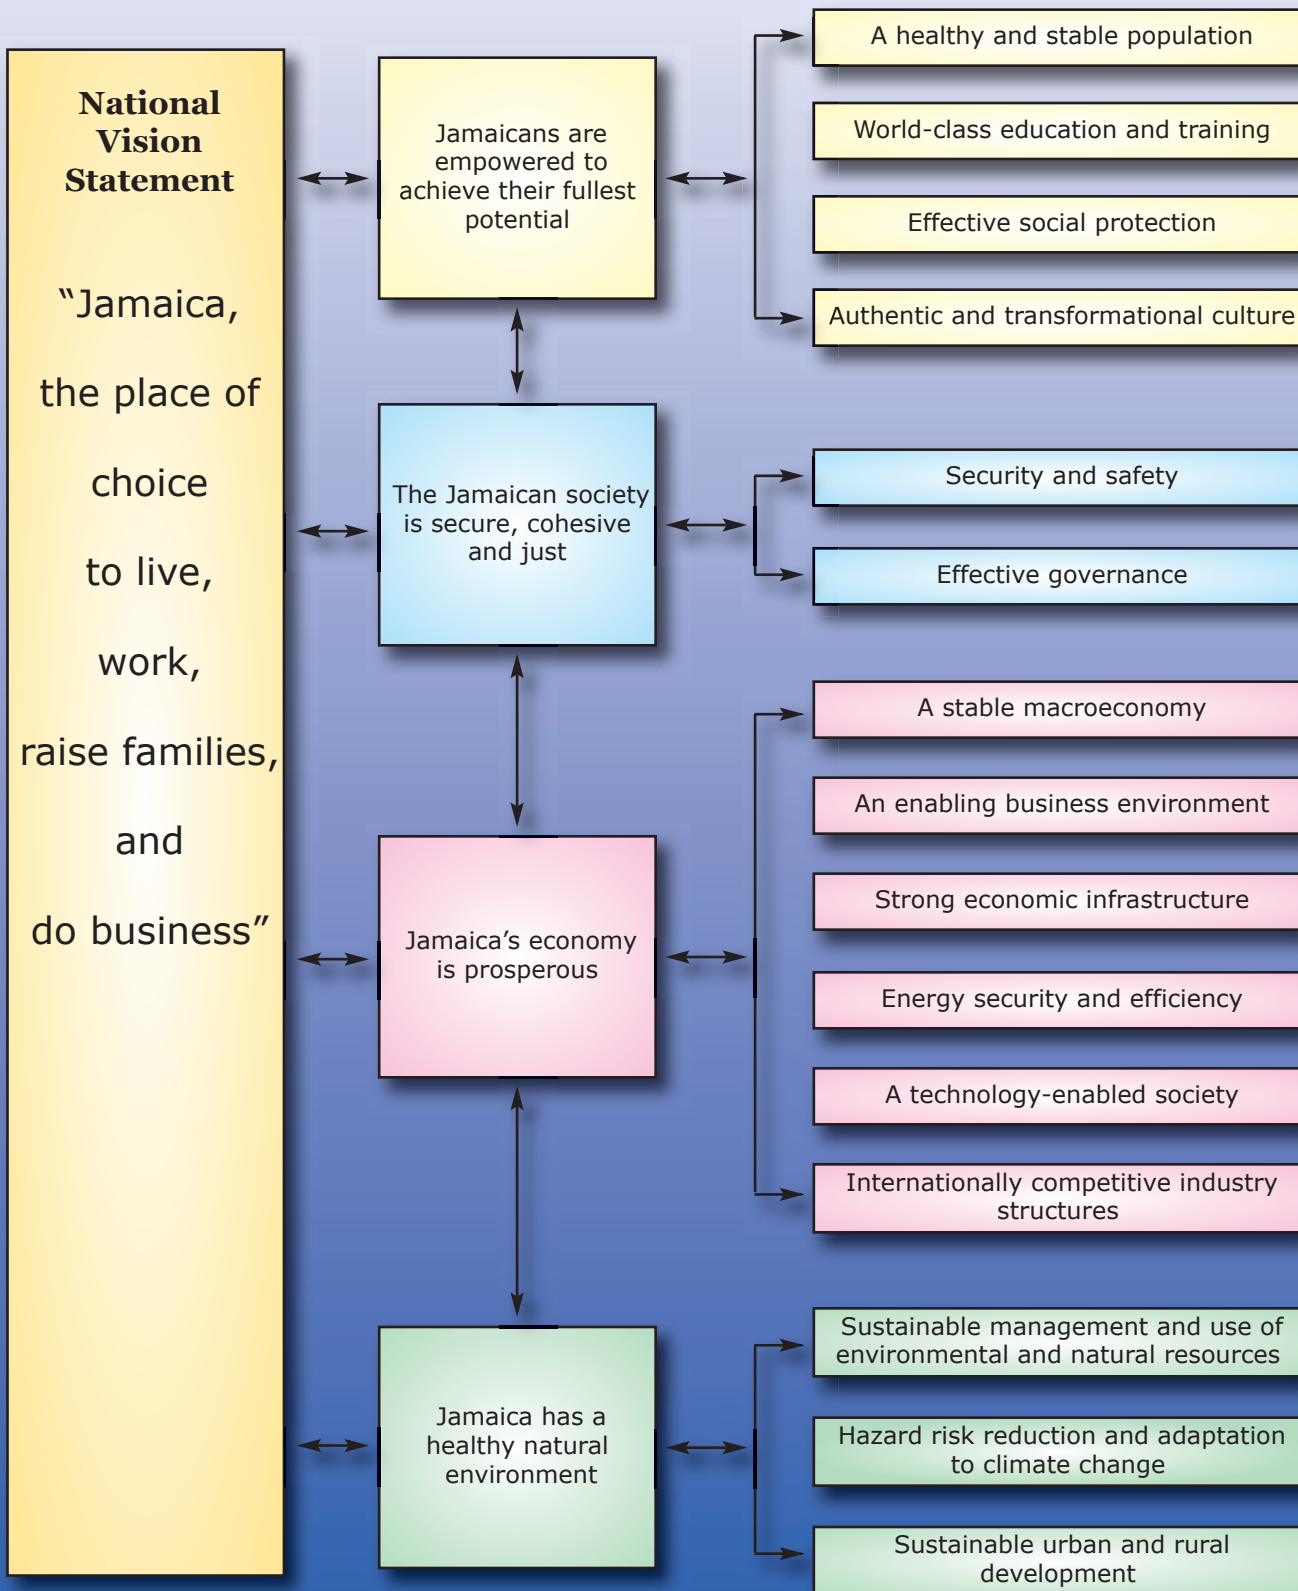 National
Vision
Statement
“Jamaica,
the place of
choice
to live,
work,
raise families,
and
do business”
Jamaicans are
empowered to
achieve their fullest
potential
A healthy and stable population
World-class education and training
Effective social protection
Authentic and transformational culture
The Jamaican society
is secure, cohesive
and just
Security and safety
Effective governance
Jamaica’s economy
is prosperous
A stable macroeconomy
An enabling business environment
Strong economic infrastructure
Energy security and efficiency
A technology-enabled society
Internationally competitive industry
structures
Jamaica has a
healthy natural
environment
Sustainable management and use of
environmental and natural resources
Hazard risk reduction and adaptation
to climate change
Sustainable urban and rural
development